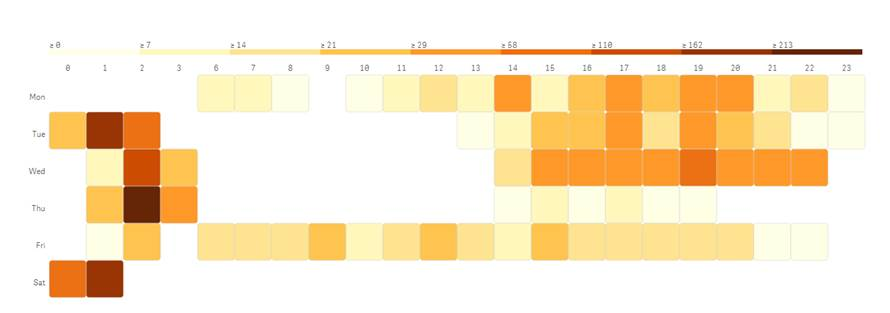 ≥ 0 ≥ 7 ≥ 14 ≥ 21 ≥ 29 ≥ 58 ≥ 110 ≥ 162 ≥ 213
0 1 2 3 6 7 8 9 10 11 12 13 14 15 16 17 18 19 20 21 22 23
Mon
Tue
Wed
Thu
Fri
Sat